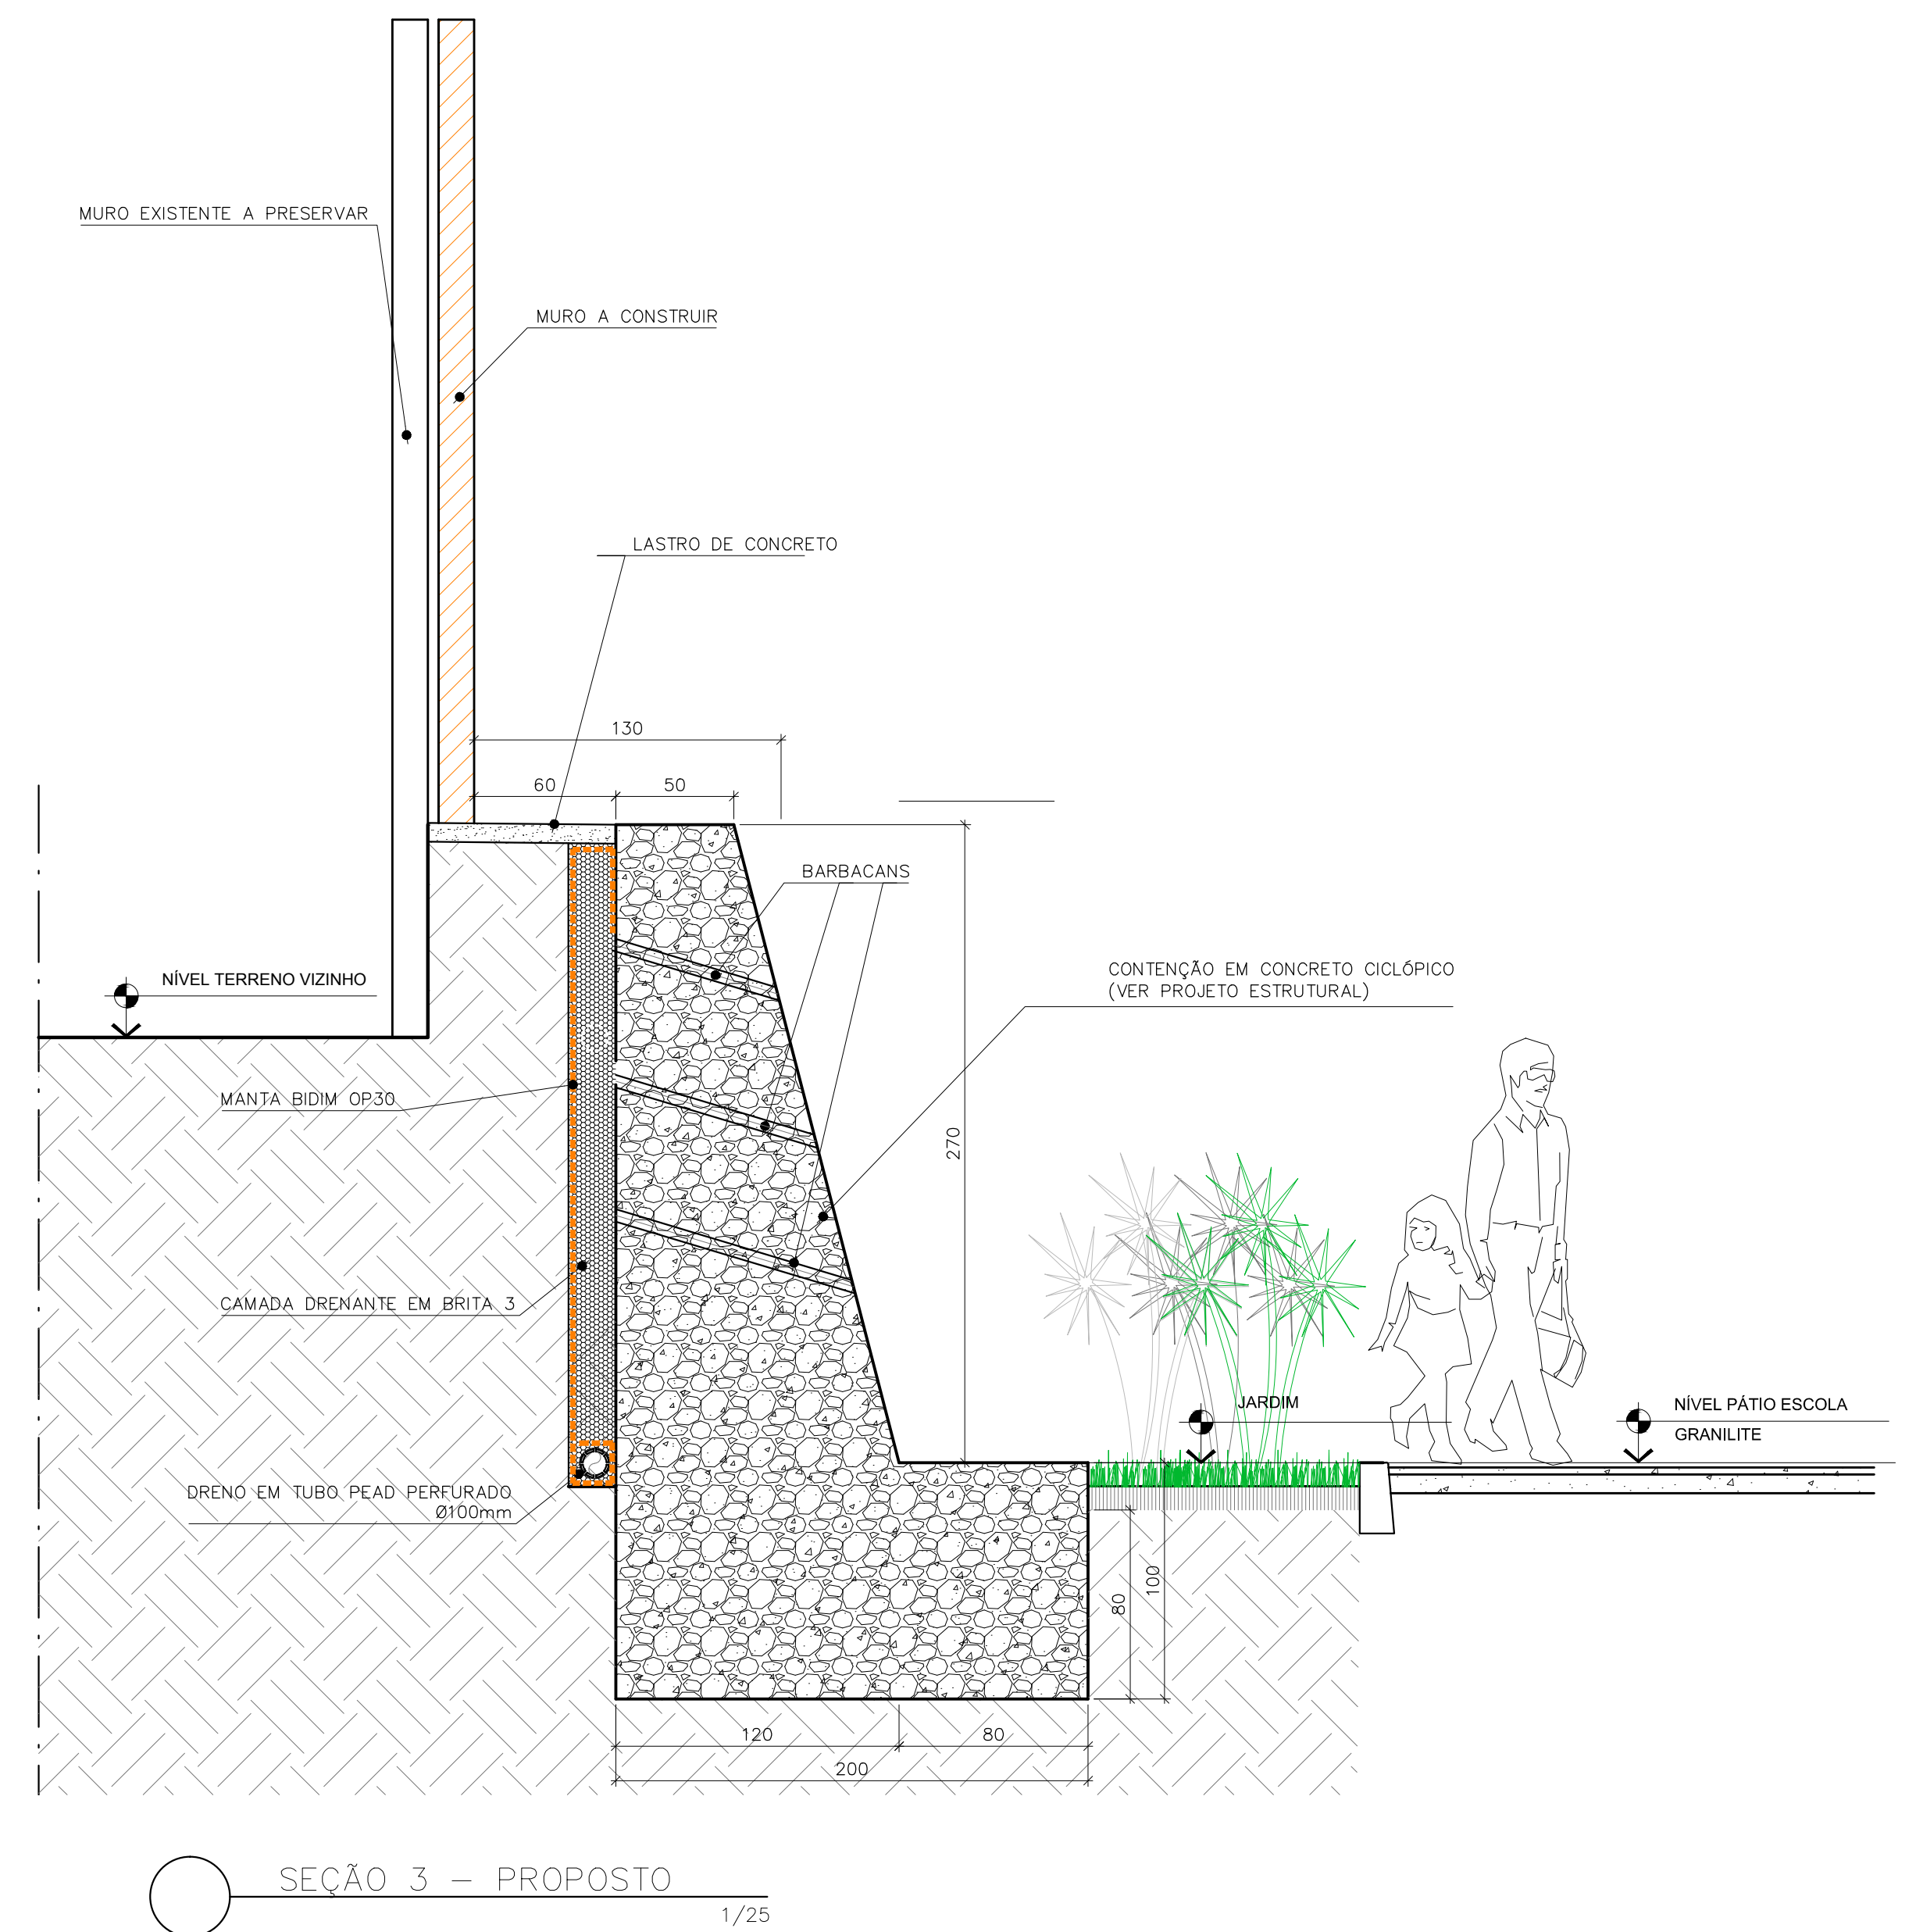 MURO EXISTENTE A PRESERVAR
MURO A CONSTRUIR
LASTRO DE CONCRETO
130
60
50
BARBACANS
CONTENÇÃO EM CONCRETO CICLÓPICO
(VER PROJETO ESTRUTURAL)
NÍVEL TERRENO VIZINHO
MANTA BIDIM OP30
270
CAMADA DRENANTE EM BRITA 3
JARDIM
NÍVEL PÁTIO ESCOLA
GRANILITE
DRENO EM TUBO PEAD PERFURADO
Ø100mm
80
100
120
80
200
SEÇÃO 3 - PROPOSTO
1/25